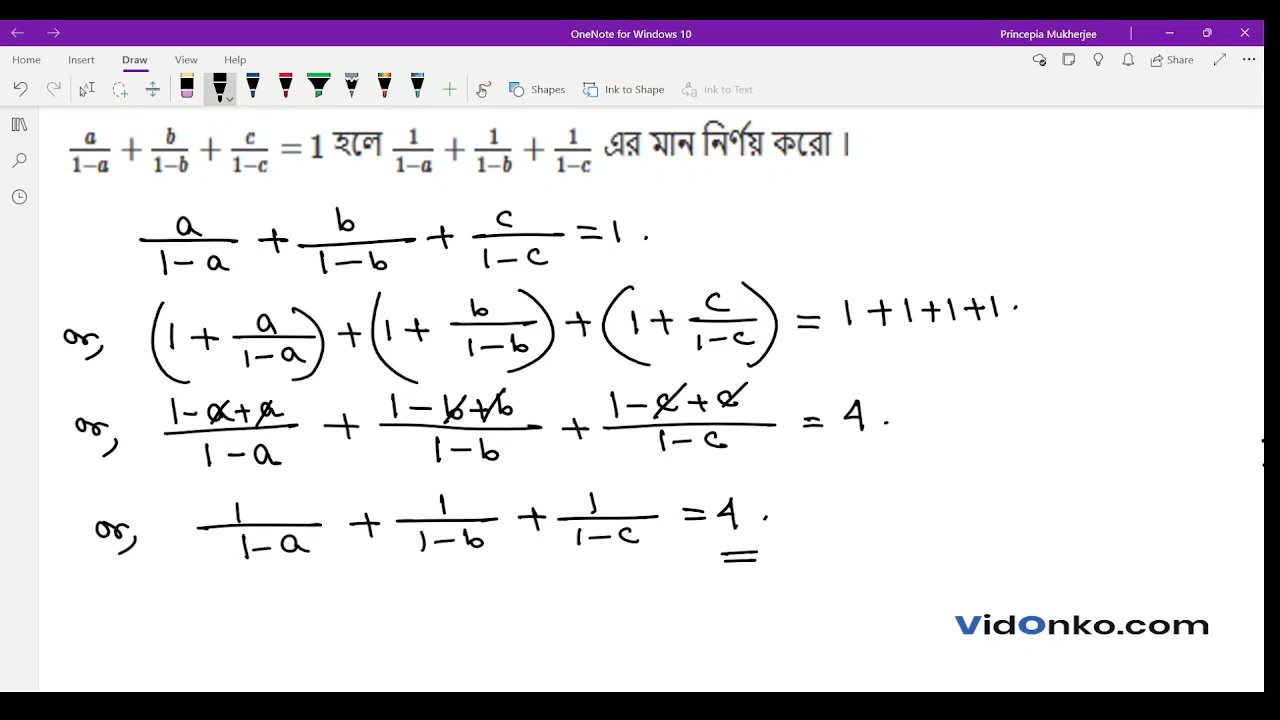 OneNote for Windows 10
Princepia Mukherjee
Home Insert Draw View Help
Share
Shapes Ink to Shape Ink to Text
a/(1−a) + b/(1−b) + c/(1−c) = 1 হলে 1/(1−a) + 1/(1−b) + 1/(1−c) এর মান নির্ণয় করো ।
a/(1−a) + b/(1−b) + c/(1−c) = 1 .
or, (1 + a/(1−a)) + (1 + b/(1−b)) + (1 + c/(1−c)) = 1+1+1+1 .
or, (1−a+a)/(1−a) + (1−b+b)/(1−b) + (1−c+c)/(1−c) = 4 .
or, 1/(1−a) + 1/(1−b) + 1/(1−c) = 4 .
VidOnko.com